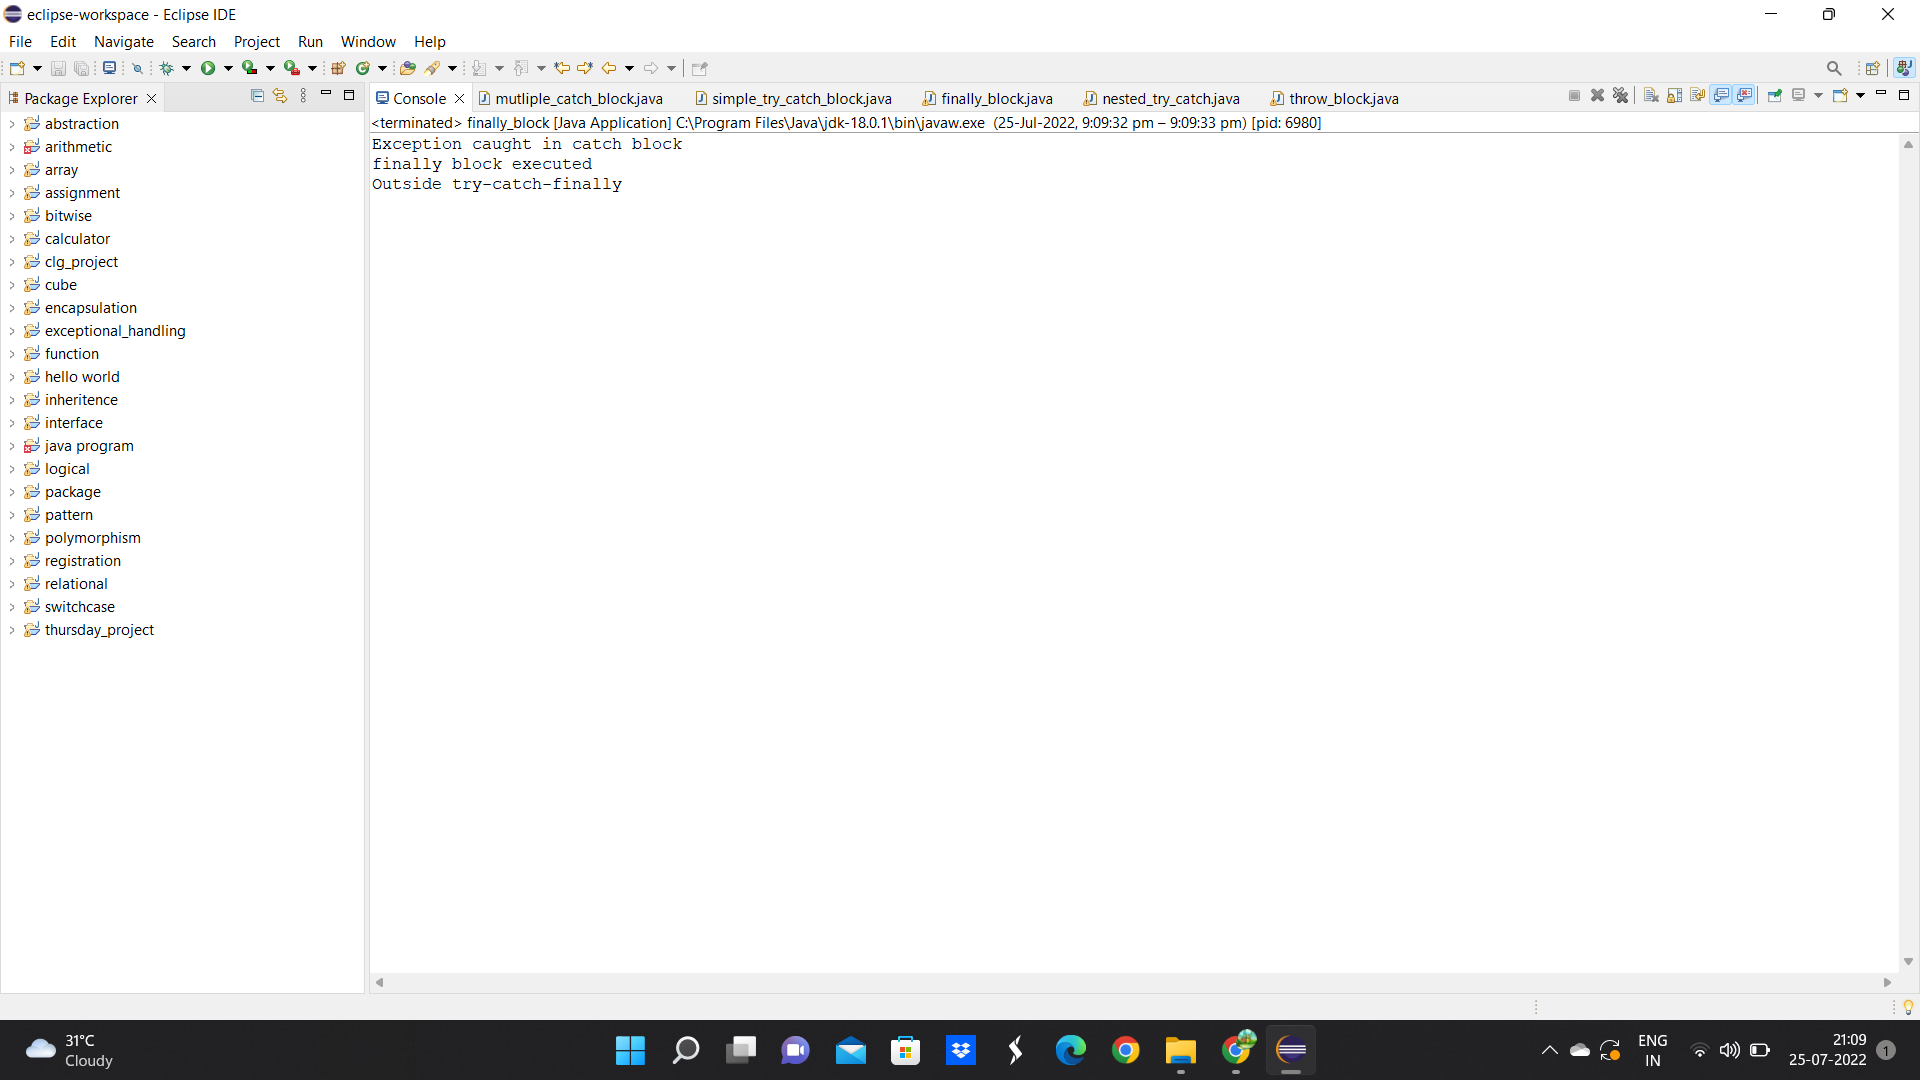 eclipse-workspace - Eclipse IDE
File Edit Navigate Search Project Run Window Help
Package Explorer
abstraction
arithmetic
array
assignment
bitwise
calculator
clg_project
cube
encapsulation
exceptional_handling
function
hello world
inheritence
interface
java program
logical
package
pattern
polymorphism
registration
relational
switchcase
thursday_project
Console mutliple_catch_block.java simple_try_catch_block.java finally_block.java nested_try_catch.java throw_block.java
<terminated> finally_block [Java Application] C:\Program Files\Java\jdk-18.0.1\bin\javaw.exe (25-Jul-2022, 9:09:32 pm – 9:09:33 pm) [pid: 6980]
Exception caught in catch block
finally block executed
Outside try-catch-finally
31°C
Cloudy
ENG
IN
21:09
25-07-2022
1